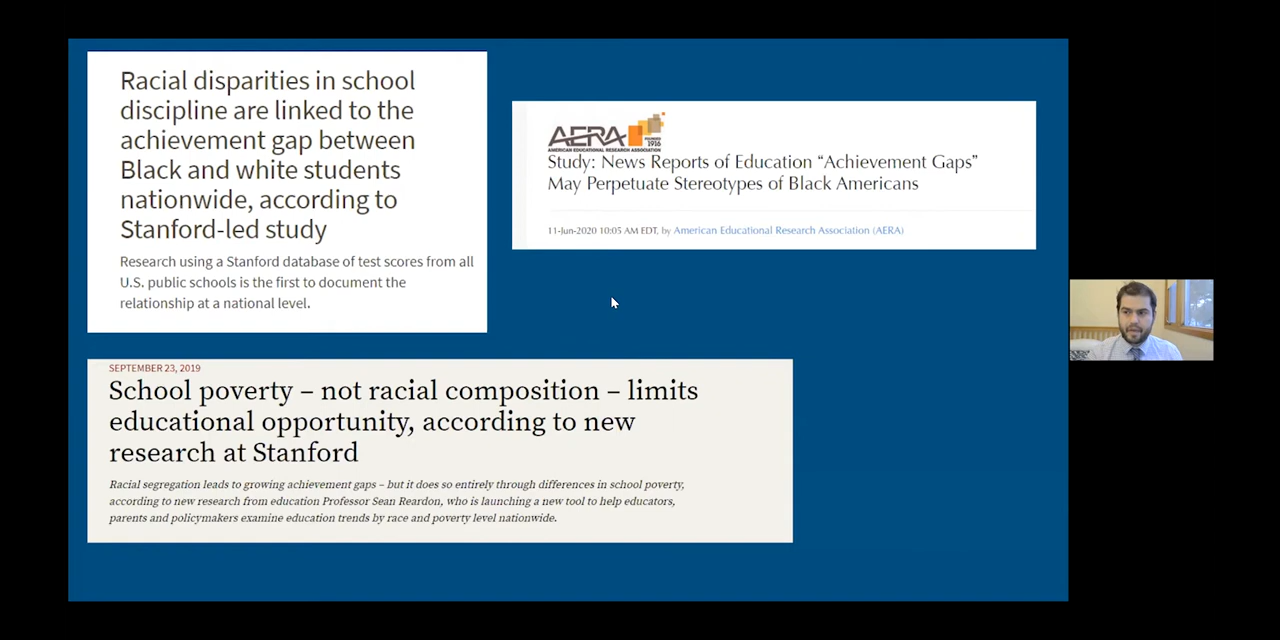 Racial disparities in school
discipline are linked to the
achievement gap between
Black and white students
nationwide, according to
Stanford-led study
Research using a Stanford database of test scores from all
U.S. public schools is the first to document the
relationship at a national level.
AERA
FOUNDED
1916
AMERICAN EDUCATIONAL RESEARCH ASSOCIATION
Study: News Reports of Education “Achievement Gaps”
May Perpetuate Stereotypes of Black Americans
11-Jun-2020 10:05 AM EDT, by American Educational Research Association (AERA)
SEPTEMBER 23, 2019
School poverty – not racial composition – limits
educational opportunity, according to new
research at Stanford
Racial segregation leads to growing achievement gaps – but it does so entirely through differences in school poverty,
according to new research from education Professor Sean Reardon, who is launching a new tool to help educators,
parents and policymakers examine education trends by race and poverty level nationwide.